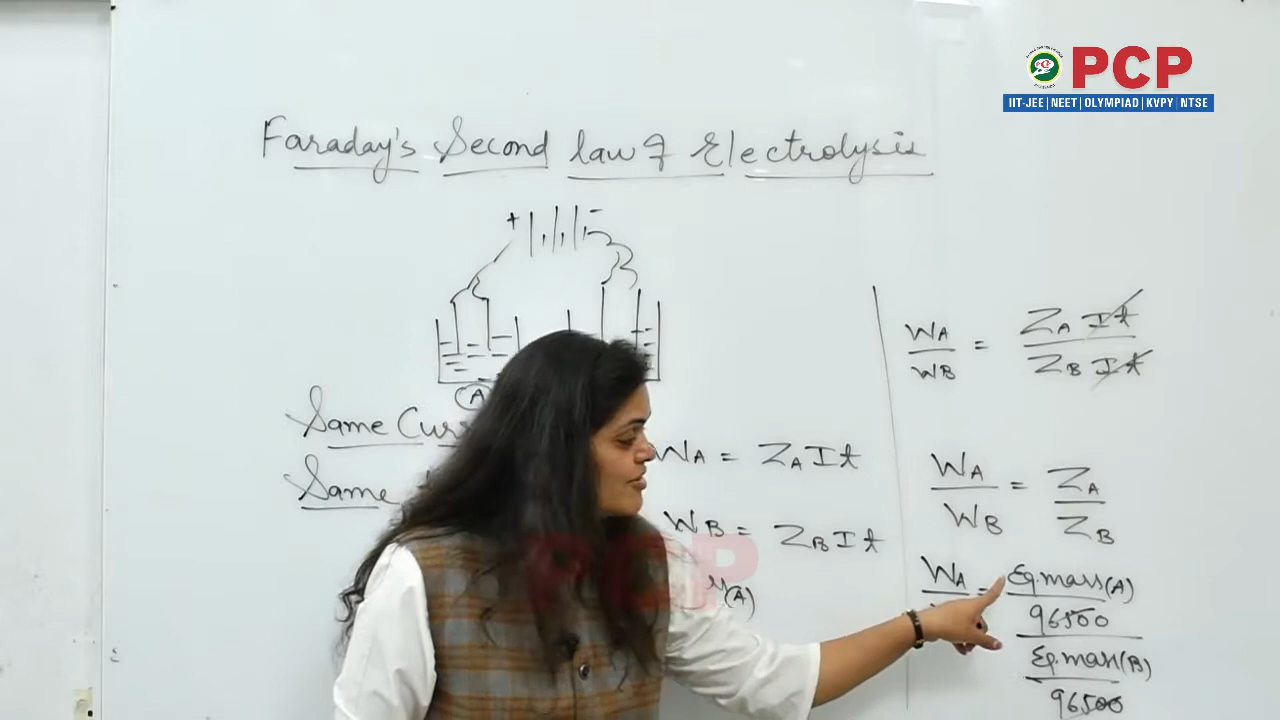 PCP
IIT-JEE | NEET | OLYMPIAD | KVPY | NTSE
Faraday's Second law of Electrolysis
+ −
A
Same
Same
WA = ZA I t
WB = ZB I t
(A)
WA / WB = ZA I t / ZB I t
WA / WB = ZA / ZB
WA = Eq.mass(A)
96500
Eq.mass(B)
96500
PCP